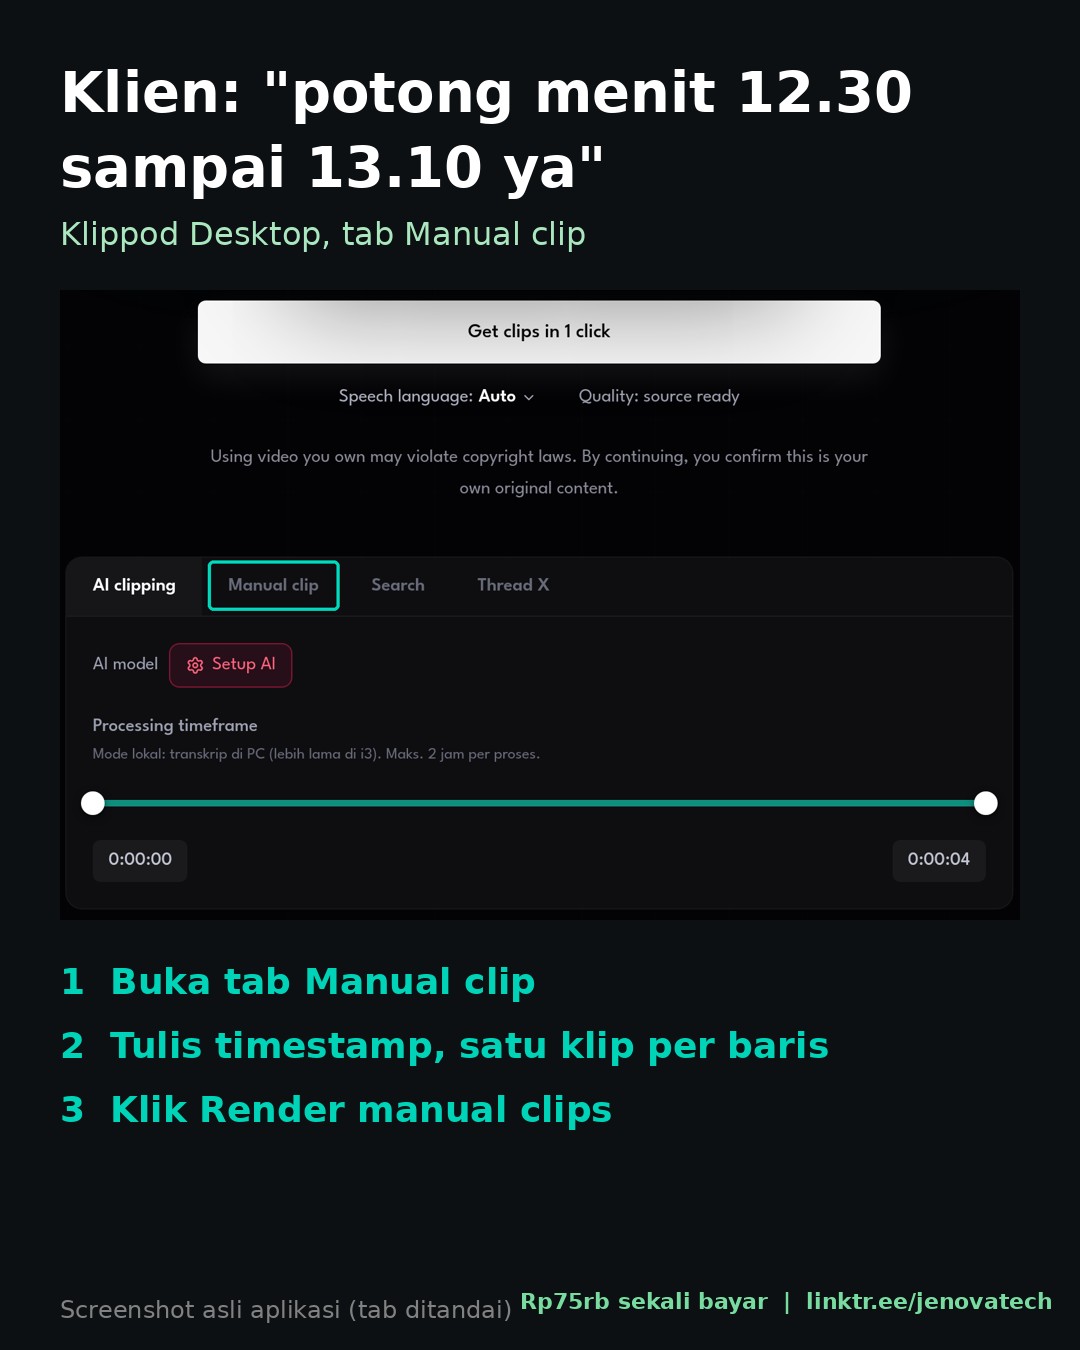 Klien: "potong menit 12.30
sampai 13.10 ya"
Klippod Desktop, tab Manual clip
Get clips in 1 click
Speech language: Auto
Quality: source ready
Using video you own may violate copyright laws. By continuing, you confirm this is your
own original content.
AI clipping
Manual clip
Search
Thread X
AI model
Setup AI
Processing timeframe
Mode lokal: transkrip di PC (lebih lama di i3). Maks. 2 jam per proses.
0:00:00
0:00:04
1 Buka tab Manual clip
2 Tulis timestamp, satu klip per baris
3 Klik Render manual clips
Screenshot asli aplikasi (tab ditandai)
Rp75rb sekali bayar | linktr.ee/jenovatech